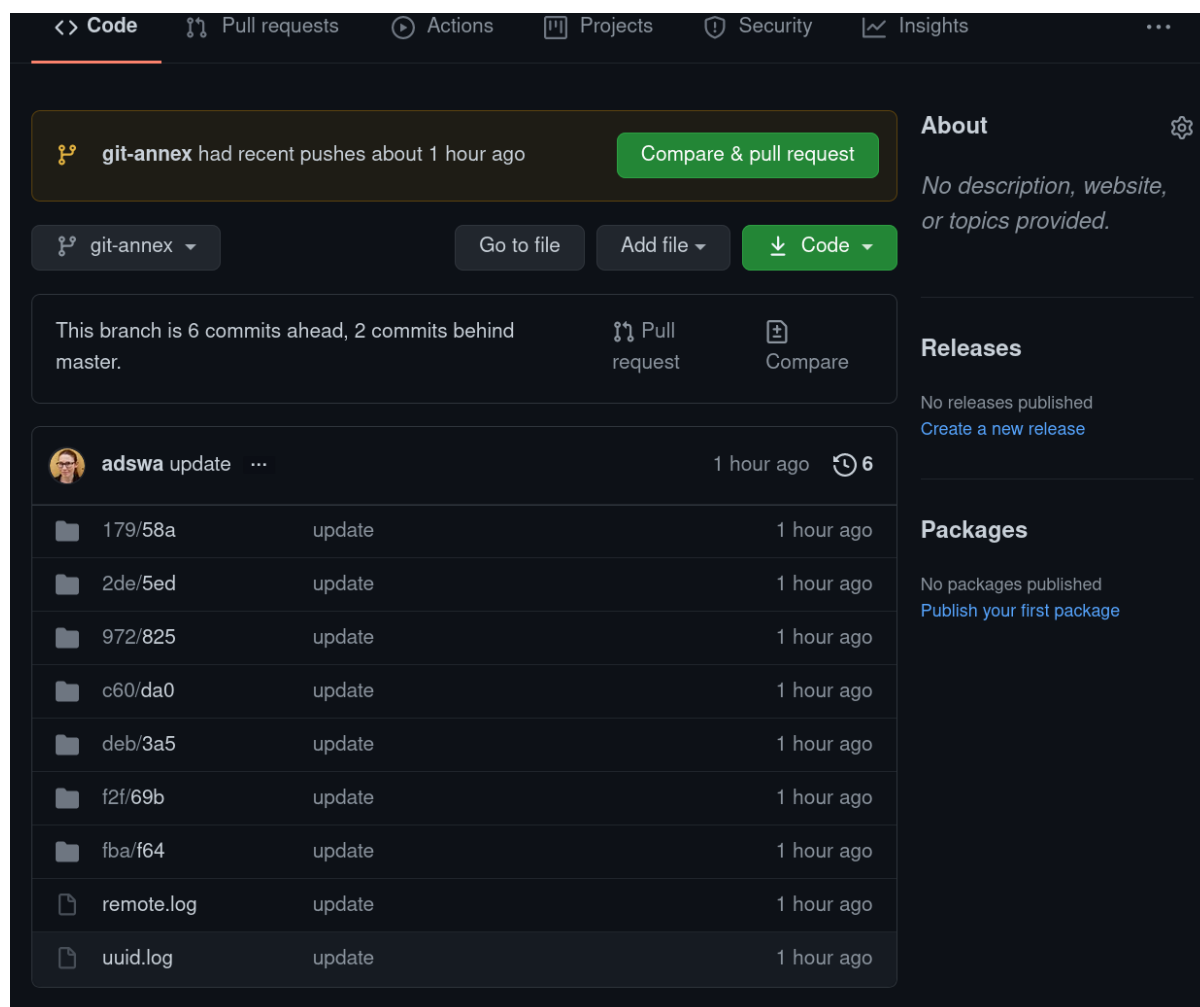 Code Pull requests Actions Projects Security Insights ...
git-annex had recent pushes about 1 hour ago Compare & pull request
git-annex Go to file Add file Code
This branch is 6 commits ahead, 2 commits behind
master.
Pull
request
Compare
adswa update ... 1 hour ago 6
179/58a update 1 hour ago
2de/5ed update 1 hour ago
972/825 update 1 hour ago
c60/da0 update 1 hour ago
deb/3a5 update 1 hour ago
f2f/69b update 1 hour ago
fba/f64 update 1 hour ago
remote.log update 1 hour ago
uuid.log update 1 hour ago
About
No description, website,
or topics provided.
Releases
No releases published
Create a new release
Packages
No packages published
Publish your first package